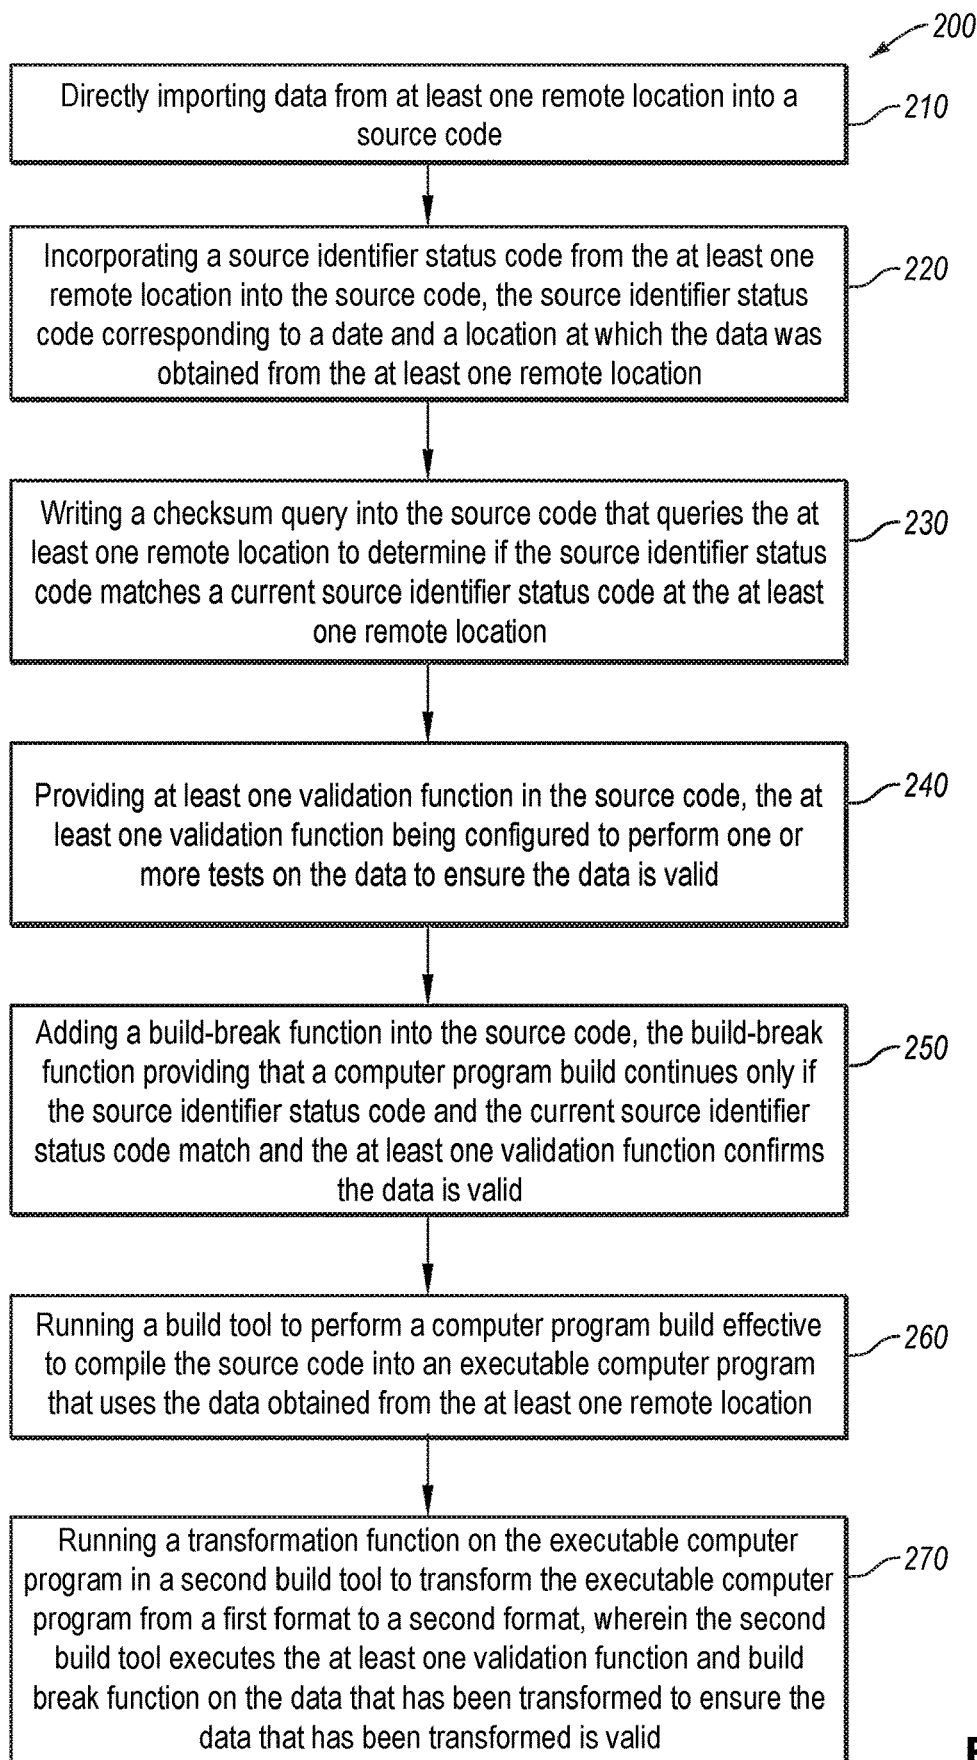 200
Directly importing data from at least one remote location into a
source code
210
Incorporating a source identifier status code from the at least one
remote location into the source code, the source identifier status
code corresponding to a date and a location at which the data was
obtained from the at least one remote location
220
Writing a checksum query into the source code that queries the at
least one remote location to determine if the source identifier status
code matches a current source identifier status code at the at least
one remote location
230
Providing at least one validation function in the source code, the at
least one validation function being configured to perform one or
more tests on the data to ensure the data is valid
240
Adding a build-break function into the source code, the build-break
function providing that a computer program build continues only if
the source identifier status code and the current source identifier
status code match and the at least one validation function confirms
the data is valid
250
Running a build tool to perform a computer program build effective
to compile the source code into an executable computer program
that uses the data obtained from the at least one remote location
260
Running a transformation function on the executable computer
program in a second build tool to transform the executable computer
program from a first format to a second format, wherein the second
build tool executes the at least one validation function and build
break function on the data that has been transformed to ensure the
data that has been transformed is valid
270